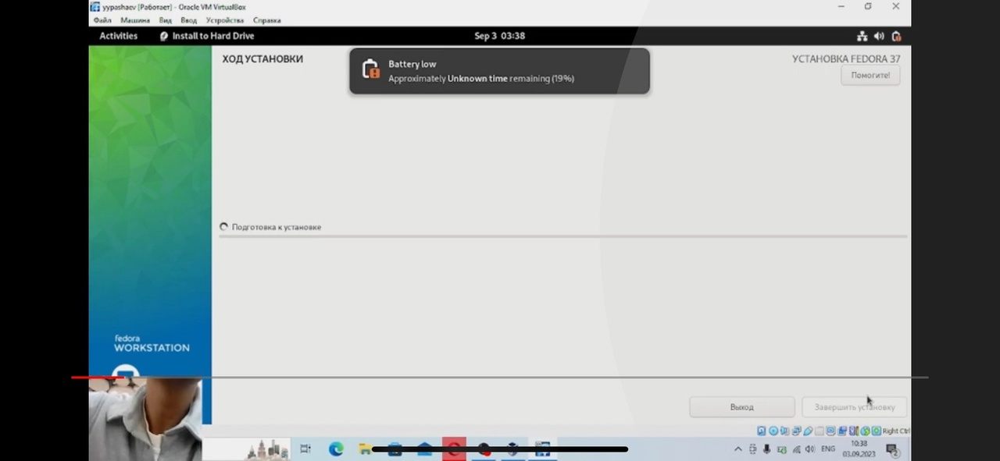 yypashaev [Работает] - Oracle VM VirtualBox
Файл Машина Вид Ввод Устройства Справка
Activities Install to Hard Drive Sep 3 03:38
ХОД УСТАНОВКИ
УСТАНОВКА FEDORA 37
Помогите!
Battery low
Approximately Unknown time remaining (19%)
Подготовка к установке
fedora
WORKSTATION
Выход Завершить установку
Right Ctrl
ENG
10:38
03.09.2023
2